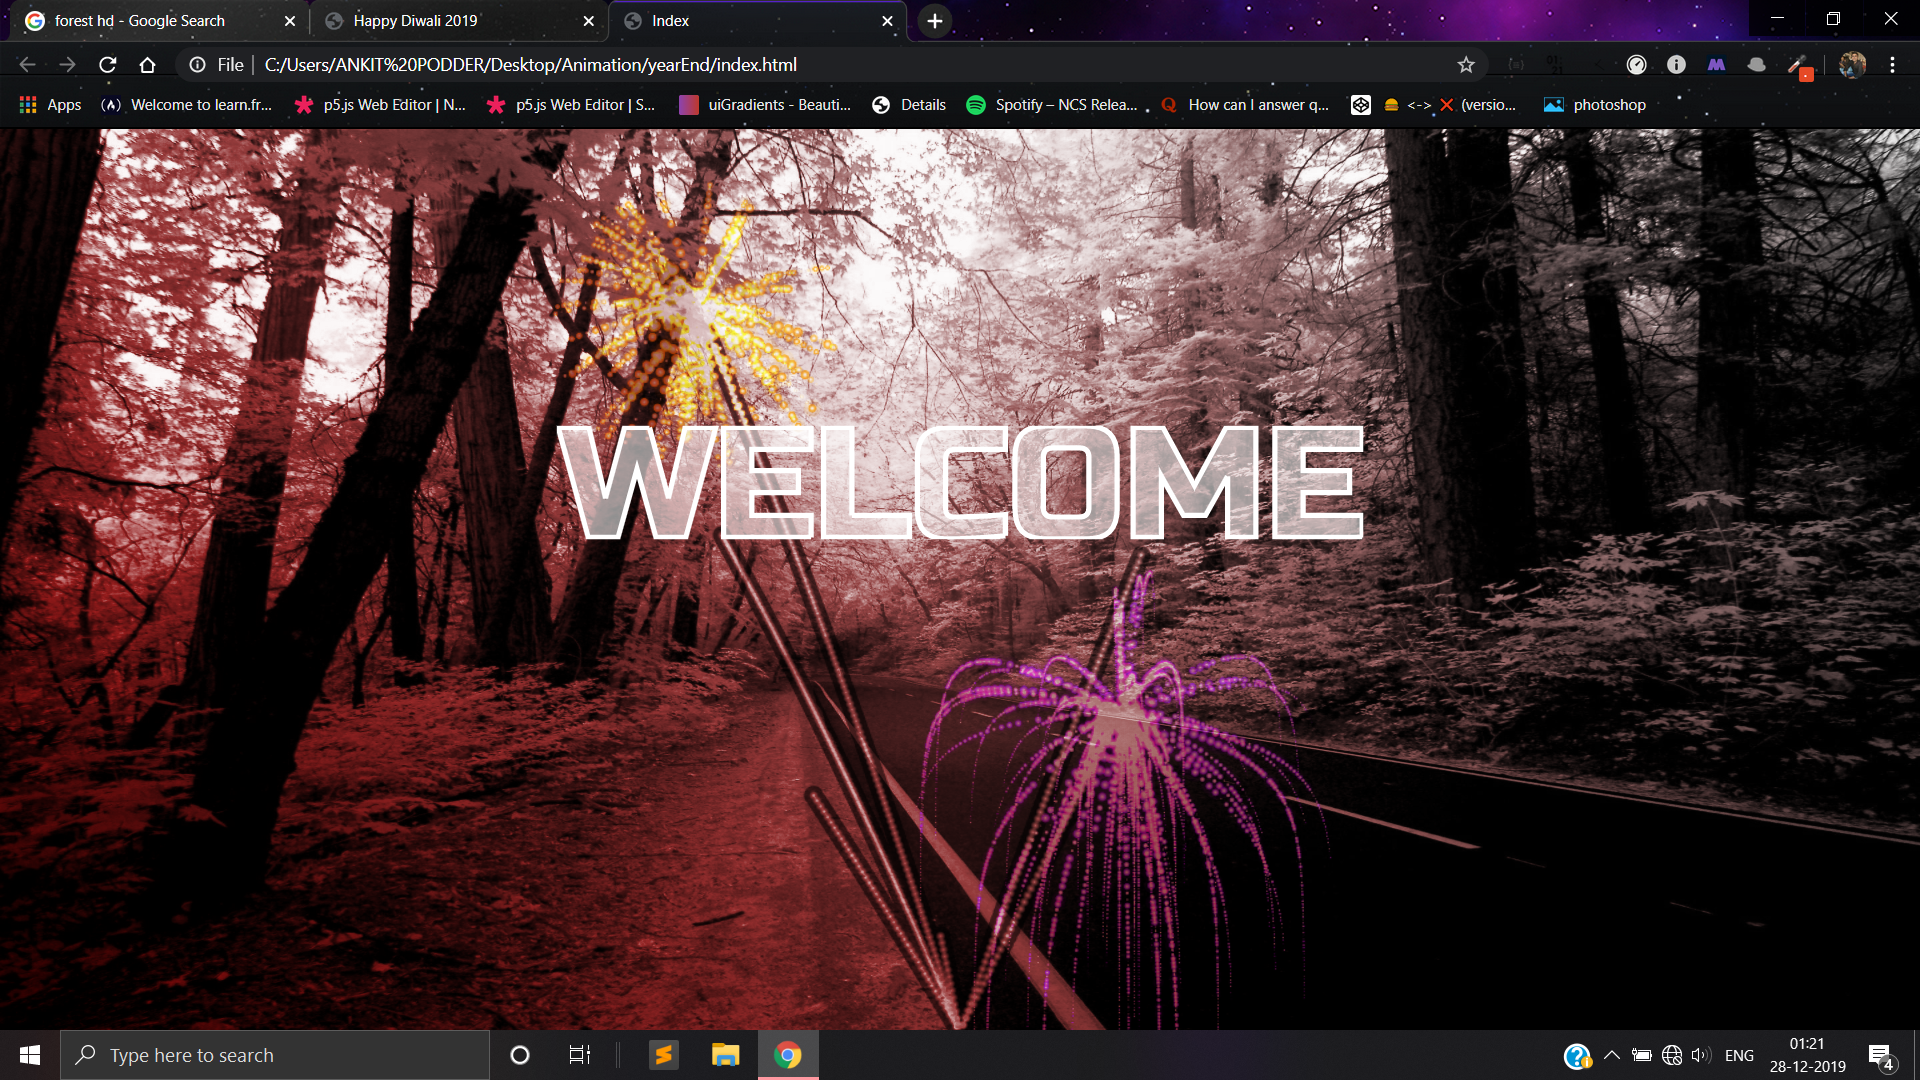 forest hd - Google Search
Happy Diwali 2019
Index
File
C:/Users/ANKIT%20PODDER/Desktop/Animation/yearEnd/index.html
Apps
(A) Welcome to learn.fr...
p5.js Web Editor | N...
p5.js Web Editor | S...
uiGradients - Beauti...
Details
Spotify – NCS Relea...
Q How can I answer q...
<-> ❌ (versio...
photoshop
WELCOME
Type here to search
ENG
01:21
28-12-2019
4